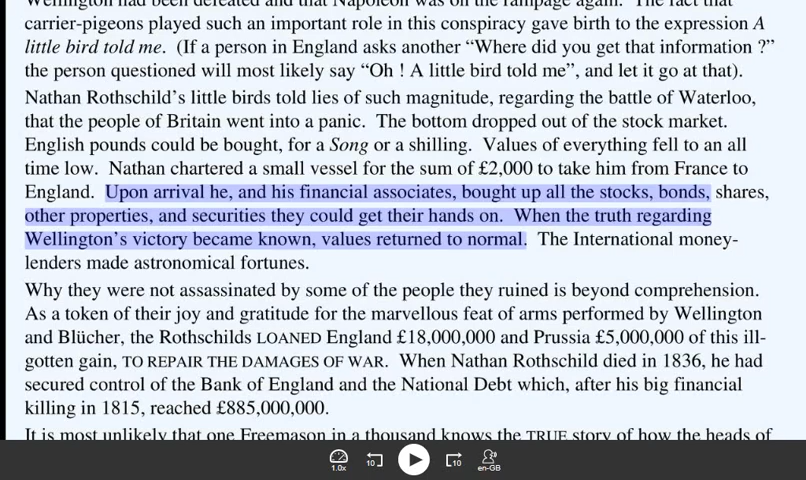 Wellington had been defeated and that Napoleon was on the rampage again. The fact that
carrier-pigeons played such an important role in this conspiracy gave birth to the expression A
little bird told me. (If a person in England asks another “Where did you get that information ?”
the person questioned will most likely say “Oh ! A little bird told me”, and let it go at that).
Nathan Rothschild’s little birds told lies of such magnitude, regarding the battle of Waterloo,
that the people of Britain went into a panic. The bottom dropped out of the stock market.
English pounds could be bought, for a Song or a shilling. Values of everything fell to an all
time low. Nathan chartered a small vessel for the sum of £2,000 to take him from France to
England. Upon arrival he, and his financial associates, bought up all the stocks, bonds, shares,
other properties, and securities they could get their hands on. When the truth regarding
Wellington’s victory became known, values returned to normal. The International money-
lenders made astronomical fortunes.
Why they were not assassinated by some of the people they ruined is beyond comprehension.
As a token of their joy and gratitude for the marvellous feat of arms performed by Wellington
and Blücher, the Rothschilds LOANED England £18,000,000 and Prussia £5,000,000 of this ill-
gotten gain, TO REPAIR THE DAMAGES OF WAR. When Nathan Rothschild died in 1836, he had
secured control of the Bank of England and the National Debt which, after his big financial
killing in 1815, reached £885,000,000.
It is most unlikely that one Freemason in a thousand knows the TRUE story of how the heads of
1.0x
10
10
en-GB